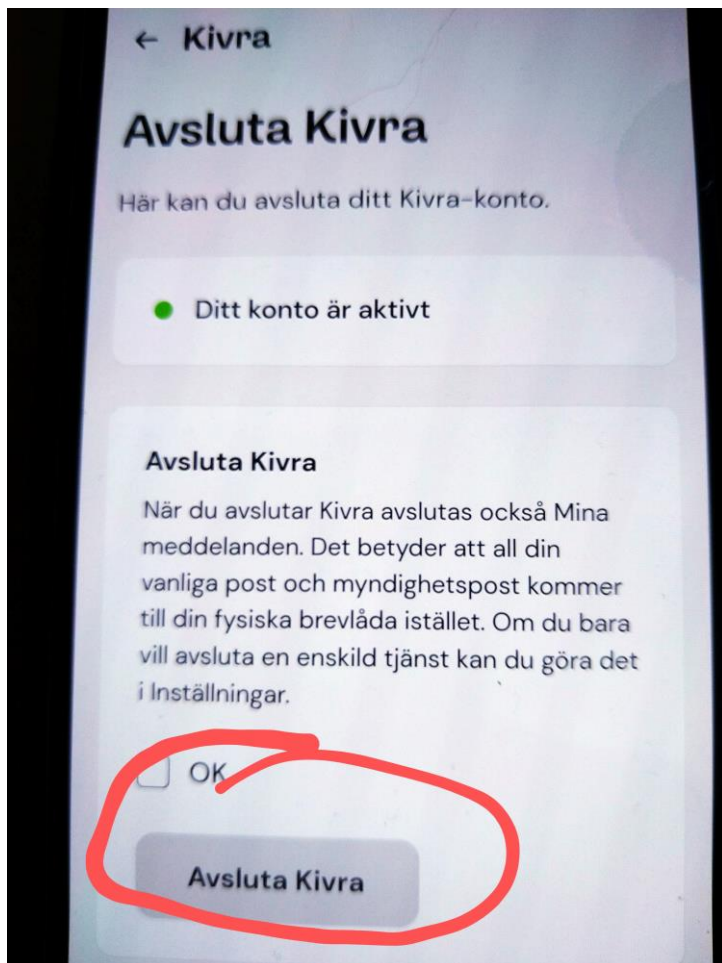 ← Kivra
Avsluta Kivra
Här kan du avsluta ditt Kivra-konto.
Ditt konto är aktivt
Avsluta Kivra
När du avslutar Kivra avslutas också Mina
meddelanden. Det betyder att all din
vanliga post och myndighetspost kommer
till din fysiska brevlåda istället. Om du bara
vill avsluta en enskild tjänst kan du göra det
i Inställningar.
OK
Avsluta Kivra